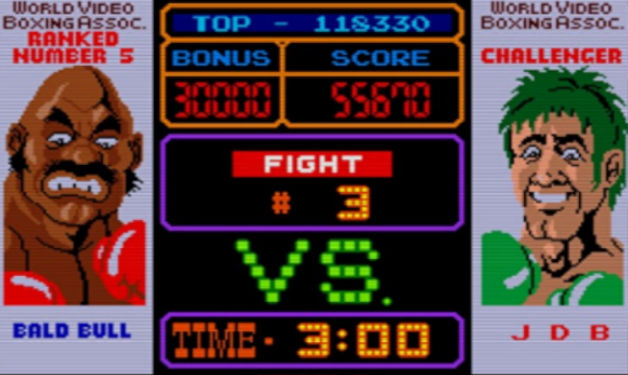 WORLD VIDEO
BOXING ASSOC.
RANKED
NUMBER 5
BALD BULL
TOP - 118330
BONUS SCORE
30000 55670
FIGHT
# 3
VS.
TIME- 3:00
WORLD VIDEO
BOXING ASSOC.
CHALLENGER
J D B